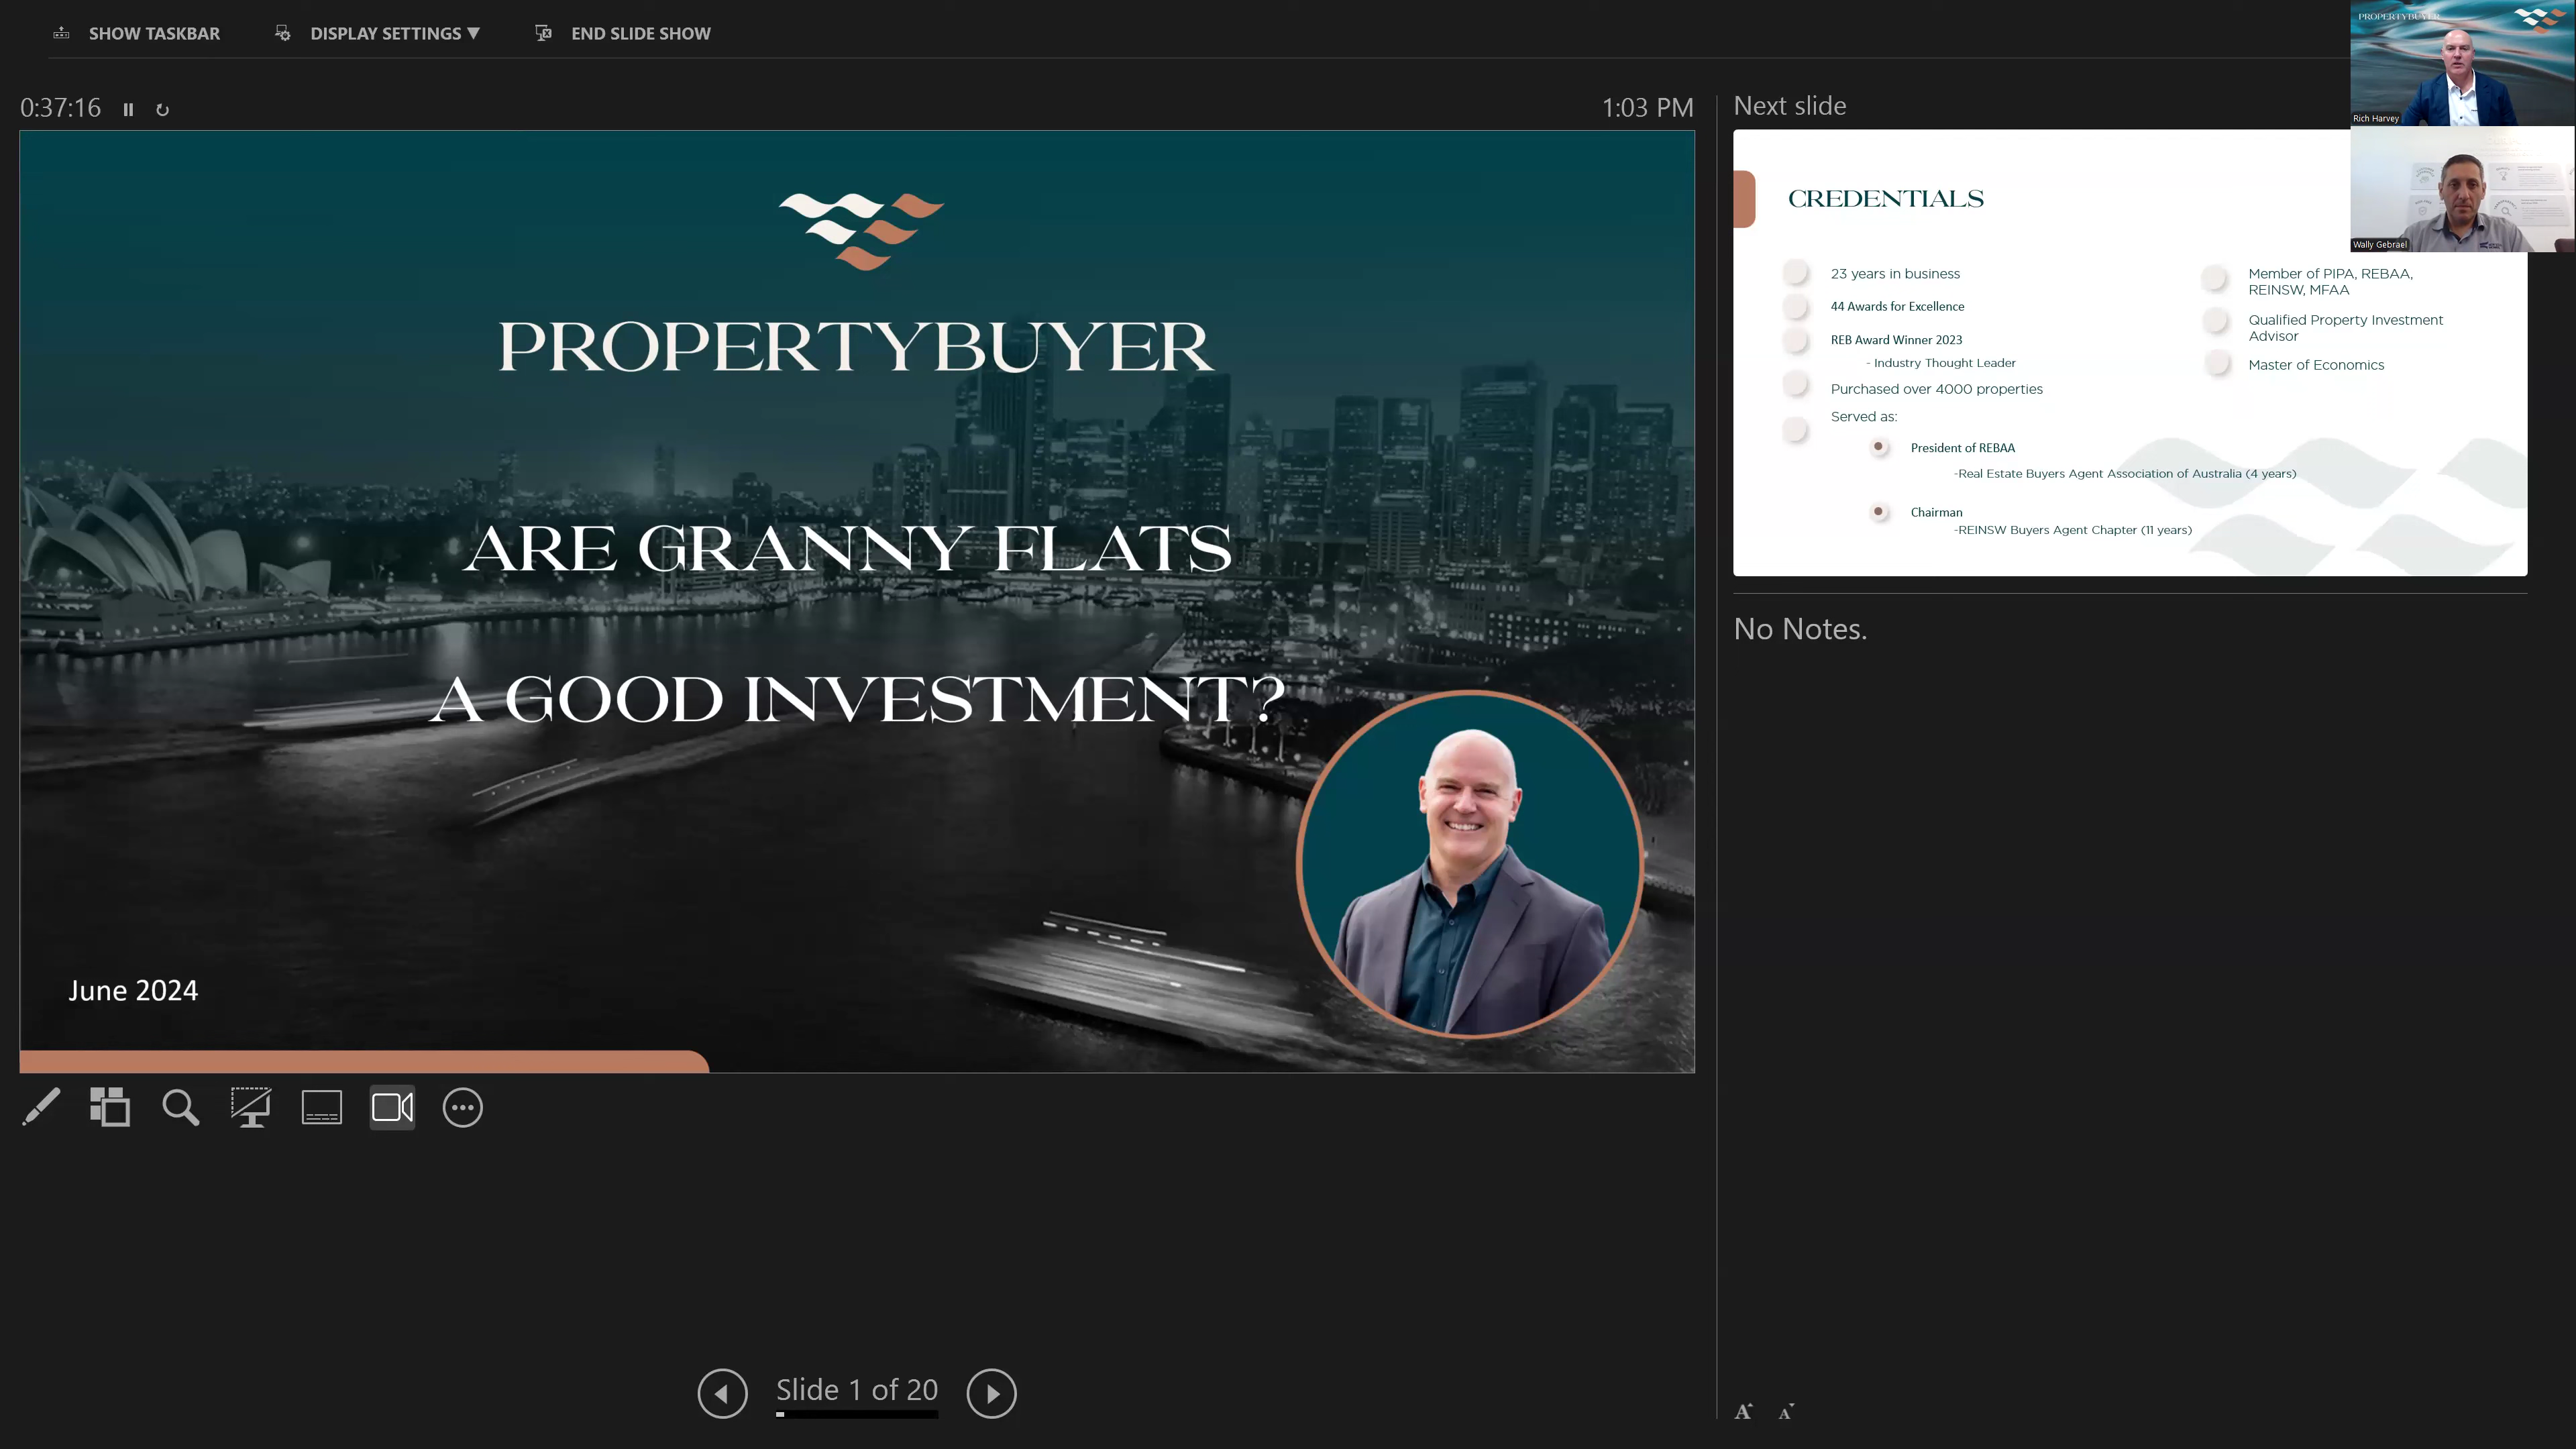 SHOW TASKBAR
DISPLAY SETTINGS ▼
END SLIDE SHOW
0:37:16
1:03 PM
PROPERTYBUYER
ARE GRANNY FLATS
A GOOD INVESTMENT?
June 2024
Slide 1 of 20
Next slide
CREDENTIALS
23 years in business
44 Awards for Excellence
REB Award Winner 2023
- Industry Thought Leader
Purchased over 4000 properties
Served as:
President of REBAA
-Real Estate Buyers Agent Association of Australia (4 years)
Chairman
-REINSW Buyers Agent Chapter (11 years)
Member of PIPA, REBAA,
REINSW, MFAA
Qualified Property Investment
Advisor
Master of Economics
No Notes.
A
A
PROPERTYBUYER
Rich Harvey
Wally Gebrael